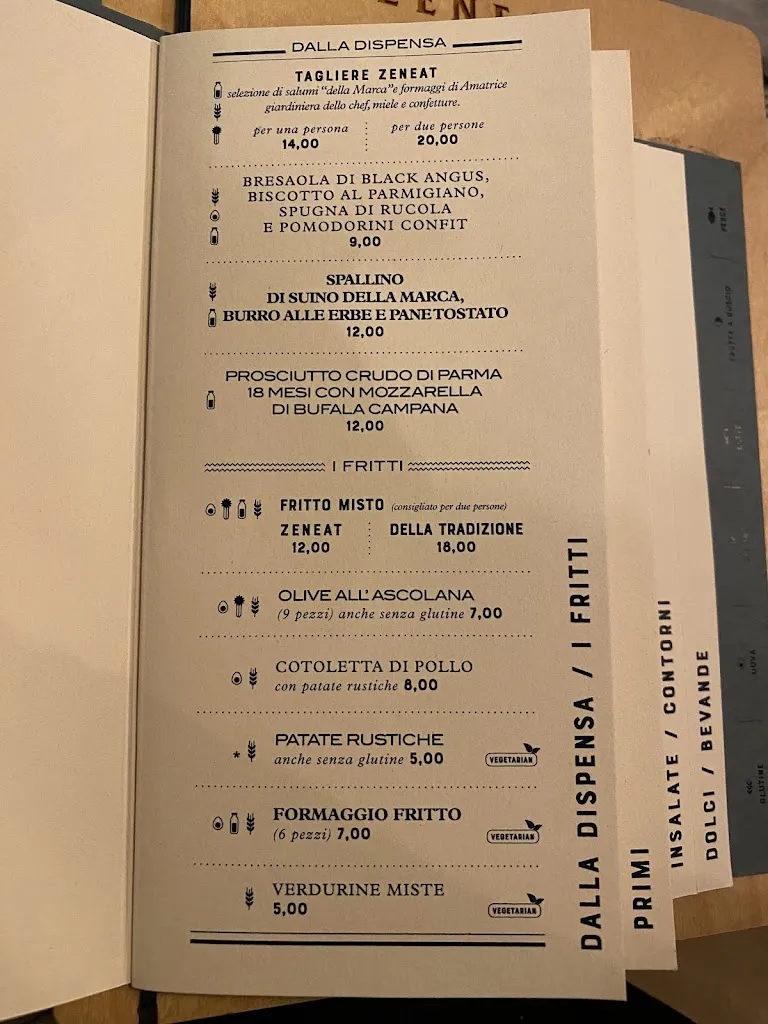 DALLA DISPENSA
TAGLIERE ZENEAT
selezione di salumi "della Marca" e formaggi di Amatrice
giardiniera dello chef, miele e confetture.
per una persona
14,00
per due persone
20,00
BRESAOLA DI BLACK ANGUS,
BISCOTTO AL PARMIGIANO,
SPUGNA DI RUCOLA
E POMODORINI CONFIT
9,00
SPALLINO
DI SUINO DELLA MARCA,
BURRO ALLE ERBE E PANE TOSTATO
12,00
PROSCIUTTO CRUDO DI PARMA
18 MESI CON MOZZARELLA
DI BUFALA CAMPANA
12,00
I FRITTI
FRITTO MISTO (consigliato per due persone)
ZENEAT
12,00
DELLA TRADIZIONE
18,00
OLIVE ALL'ASCOLANA
(9 pezzi) anche senza glutine 7,00
COTOLETTA DI POLLO
con patate rustiche 8,00
* PATATE RUSTICHE
anche senza glutine 5,00
VEGETARIAN
FORMAGGIO FRITTO
(6 pezzi) 7,00
VEGETARIAN
VERDURINE MISTE
5,00
VEGETARIAN
DALLA DISPENSA / I FRITTI
PRIMI
INSALATE / CONTORNI
DOLCI / BEVANDE
PESCE
FRUTTA A GUSCIO
LATTE
UOVA
GLUTINE